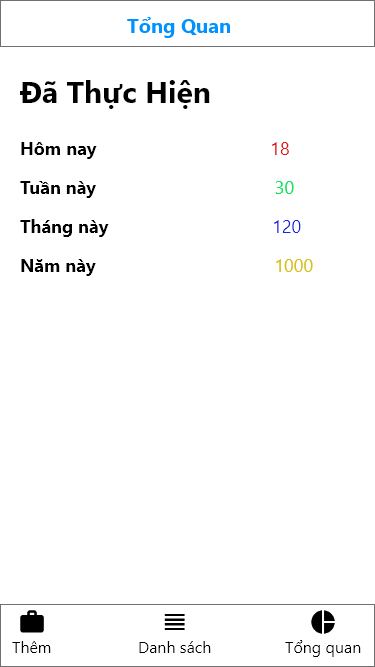 Tổng Quan
Đã Thực Hiện
Hôm nay 18
Tuần này 30
Tháng này 120
Năm này 1000
Thêm Danh sách Tổng quan